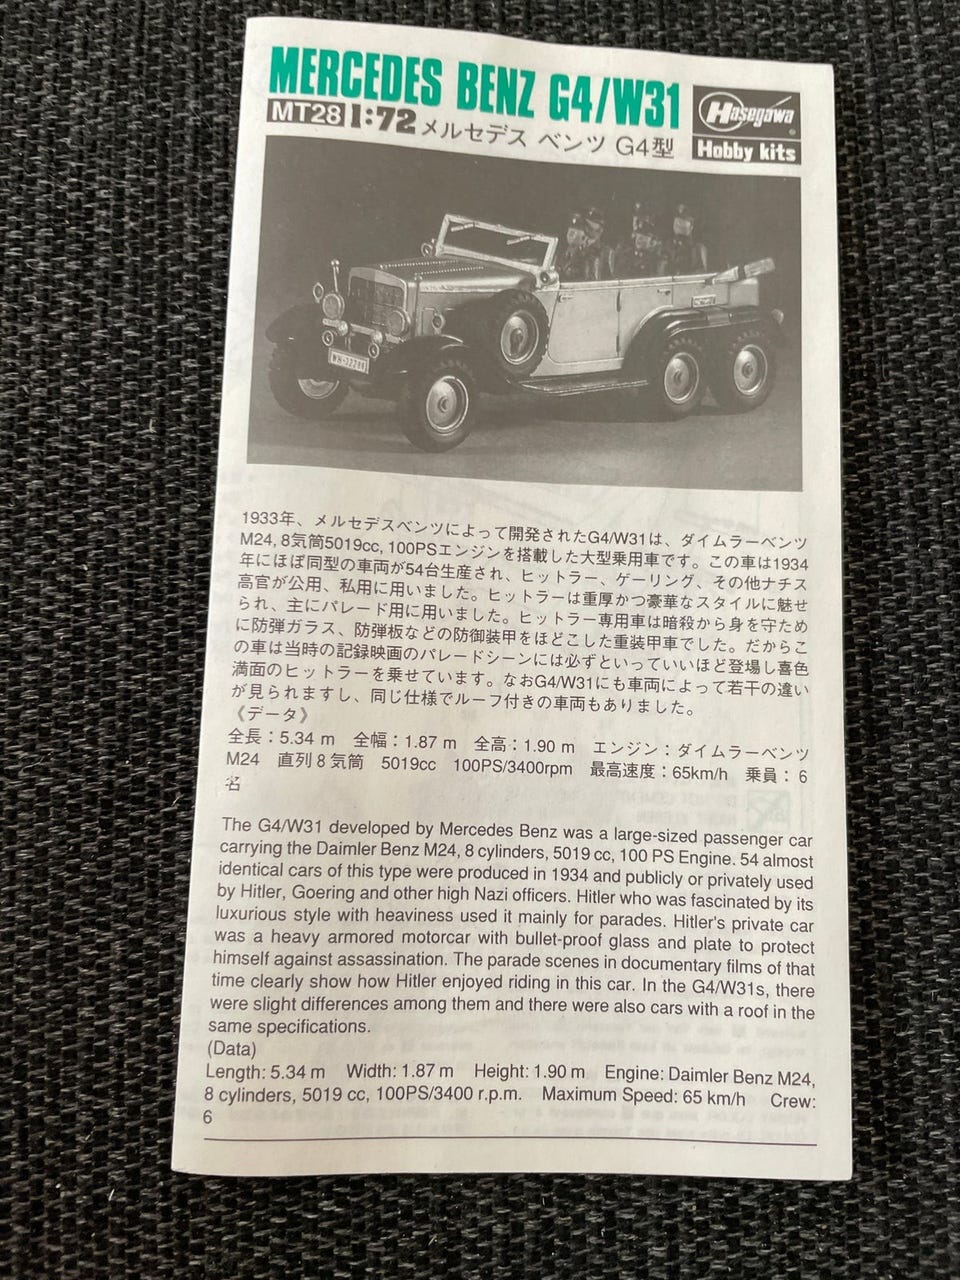 MERCEDES BENZ G4/W31
MT28 1:72 メルセデス ベンツ G4型
Hasegawa
Hobby kits
1933年、メルセデスベンツによって開発されたG4/W31は、ダイムラーベンツ
M24, 8気筒5019cc, 100PSエンジンを搭載した大型乗用車です。この車は1934
年にほぼ同型の車両が54台生産され、ヒットラー、ゲーリング、その他ナチス
高官が公用、私用に用いました。ヒットラーは重厚かつ豪華なスタイルに魅せ
られ、主にパレード用に用いました。ヒットラー専用車は暗殺から身を守ため
に防弾ガラス、防弾板などの防御装甲をほどこした重装甲車でした。だからこ
の車は当時の記録映画のパレードシーンには必ずといっていいほど登場し喜色
満面のヒットラーを乗せています。なおG4/W31にも車両によって若干の違い
が見られますし、同じ仕様でルーフ付きの車両もありました。
《データ》
全長：5.34 m 全幅：1.87 m 全高：1.90 m エンジン：ダイムラーベンツ
M24 直列8気筒 5019cc 100PS/3400rpm 最高速度：65km/h 乗員：6
名
The G4/W31 developed by Mercedes Benz was a large-sized passenger car
carrying the Daimler Benz M24, 8 cylinders, 5019 cc, 100 PS Engine. 54 almost
identical cars of this type were produced in 1934 and publicly or privately used
by Hitler, Goering and other high Nazi officers. Hitler who was fascinated by its
luxurious style with heaviness used it mainly for parades. Hitler's private car
was a heavy armored motorcar with bullet-proof glass and plate to protect
himself against assassination. The parade scenes in documentary films of that
time clearly show how Hitler enjoyed riding in this car. In the G4/W31s, there
were slight differences among them and there were also cars with a roof in the
same specifications.
(Data)
Length: 5.34 m Width: 1.87 m Height: 1.90 m Engine: Daimler Benz M24,
8 cylinders, 5019 cc, 100PS/3400 r.p.m. Maximum Speed: 65 km/h Crew:
6